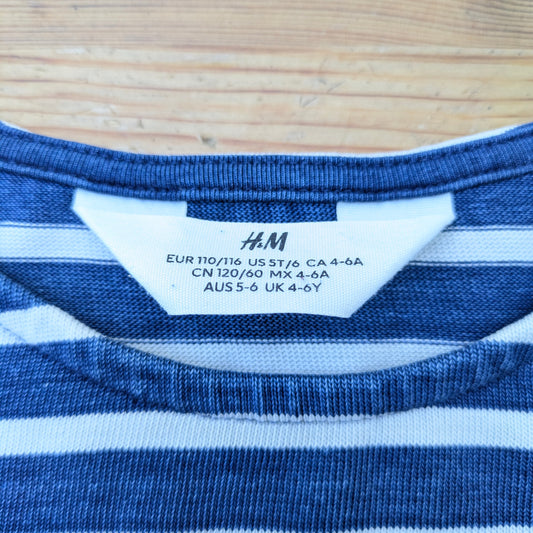 H&M
EUR 110/116 US 5T/6 CA 4-6A
CN 120/60 MX 4-6A
AUS 5-6 UK 4-6Y